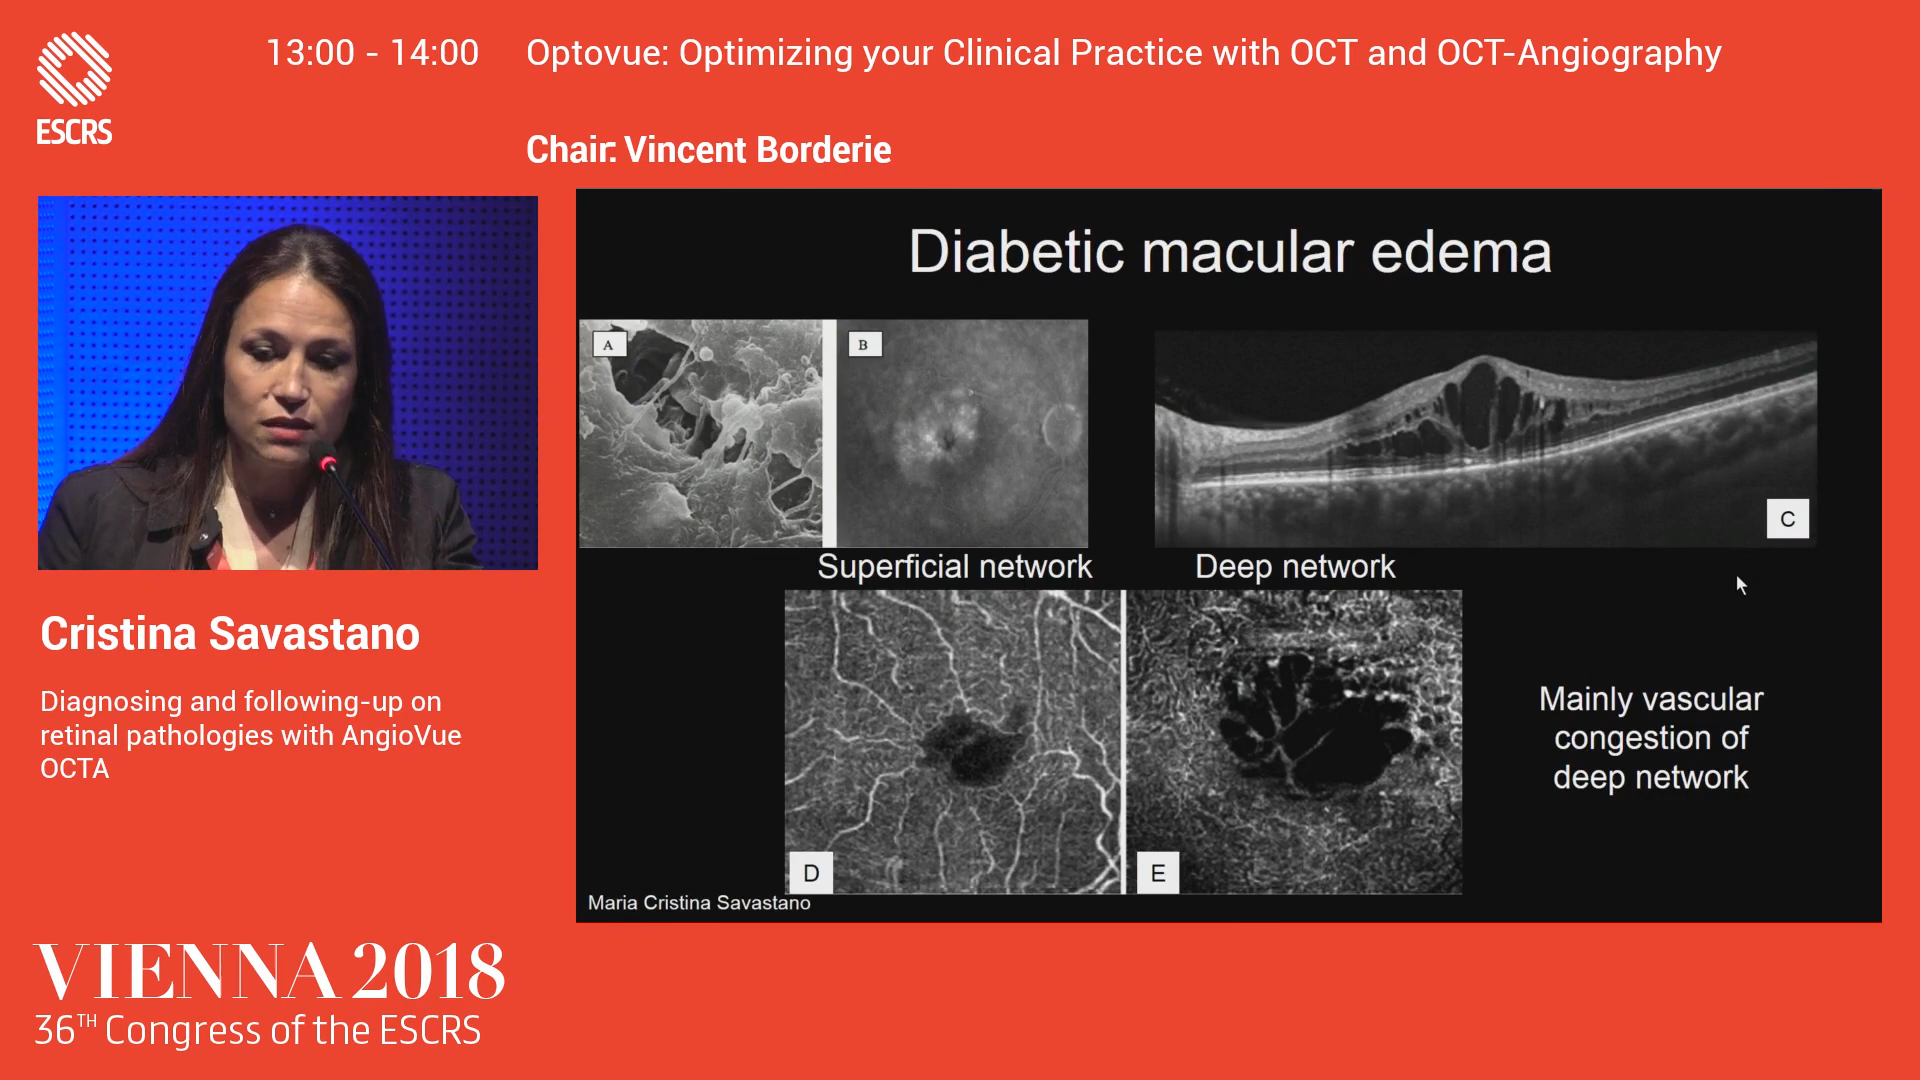 ESCRS
13:00 - 14:00
Optovue: Optimizing your Clinical Practice with OCT and OCT-Angiography
Chair: Vincent Borderie
Cristina Savastano
Diagnosing and following-up on
retinal pathologies with AngioVue
OCTA
Diabetic macular edema
A
B
C
Superficial network
Deep network
D
E
Mainly vascular
congestion of
deep network
Maria Cristina Savastano
VIENNA 2018
36TH Congress of the ESCRS